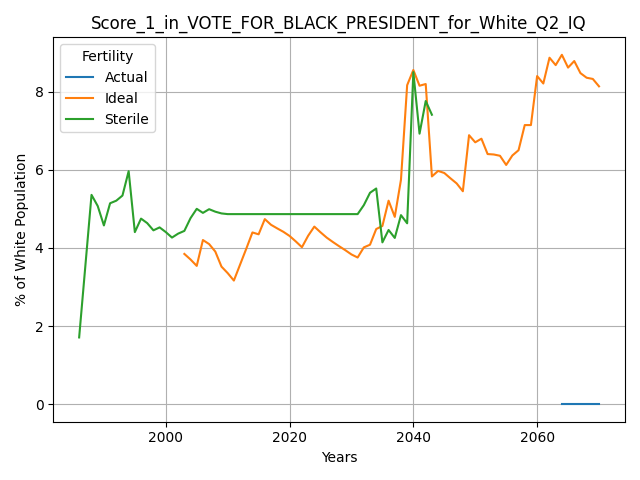 Score_1_in_VOTE_FOR_BLACK_PRESIDENT_for_White_Q2_IQ
Fertility
Actual
Ideal
Sterile
% of White Population
8
6
4
2
0
2000 2020 2040 2060
Years